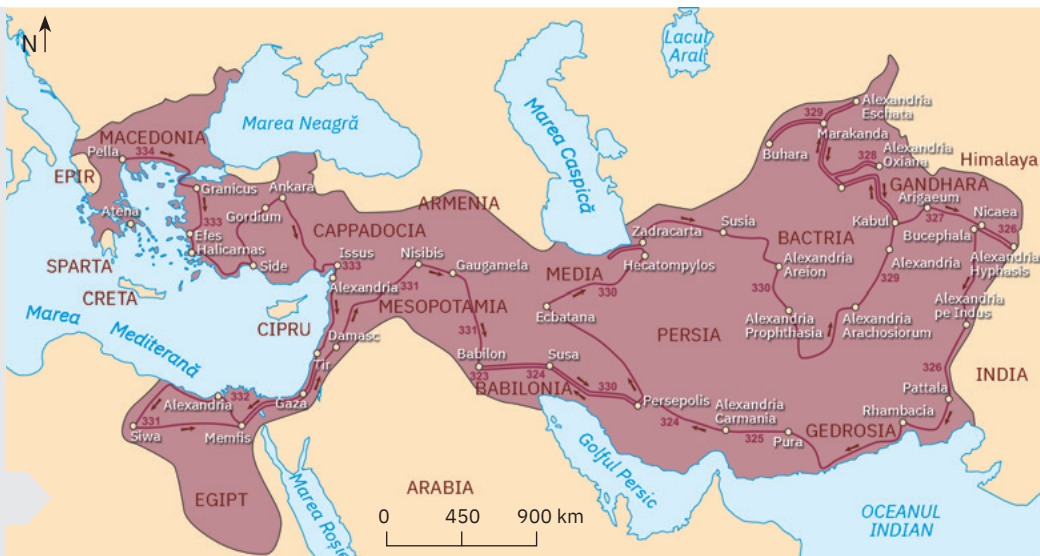 N
Lacul
Aral
Marea Neagră
Marea Caspică
MACEDONIA
Pella
334
EPIR
Granicus
Ankara
333
Gordium
Atena
ARMENIA
CAPPADOCIA
Efes
Halicarnas
Side
SPARTA
CRETA
Issus
333
Alexandria
Nisibis
331
Gaugamela
MESOPOTAMIA
CIPRU
Marea
Mediterană
Damasc
Tir
331
Babilon
323
Susa
324
BABILONIA
330
Alexandria
332
Gaza
331
Siwa
Memfis
EGIPT
Marea Roșie
ARABIA
Golful Persic
0 450 900 km
Zadracarta
Hecatompylos
MEDIA
330
Ecbatana
Susia
PERSIA
Alexandria
Areion
330
Alexandria
Prophthasia
Alexandria
Arachosiorum
BACTRIA
329
Alexandria
Eschata
329
Marakanda
Buhara
328
Alexandria
Oxiana
Himalaya
GANDHARA
Arigaeum
327
Nicaea
Kabul
Bucephala
326
Alexandria
Alexandria
Hyphasis
Alexandria
pe Indus
326
INDIA
Pattala
Rhambacia
Persepolis
Alexandria
Carmania
324
325
Pura
GEDROSIA
OCEANUL
INDIAN